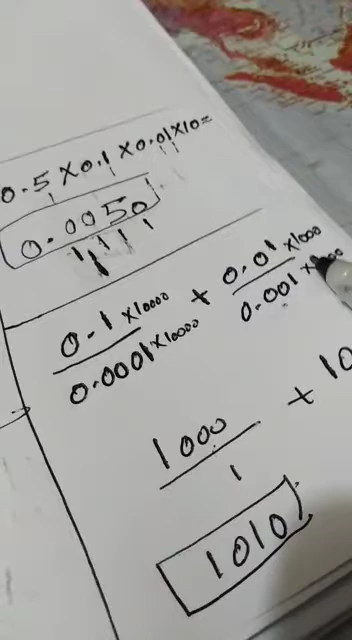 0.5 × 0.1 × 0.01 × 10 =
0.0050
0.1 × 10000 + 0.01 × 1000
0.0001 × 10000 0.001 ×
1000 + 10
1
1010